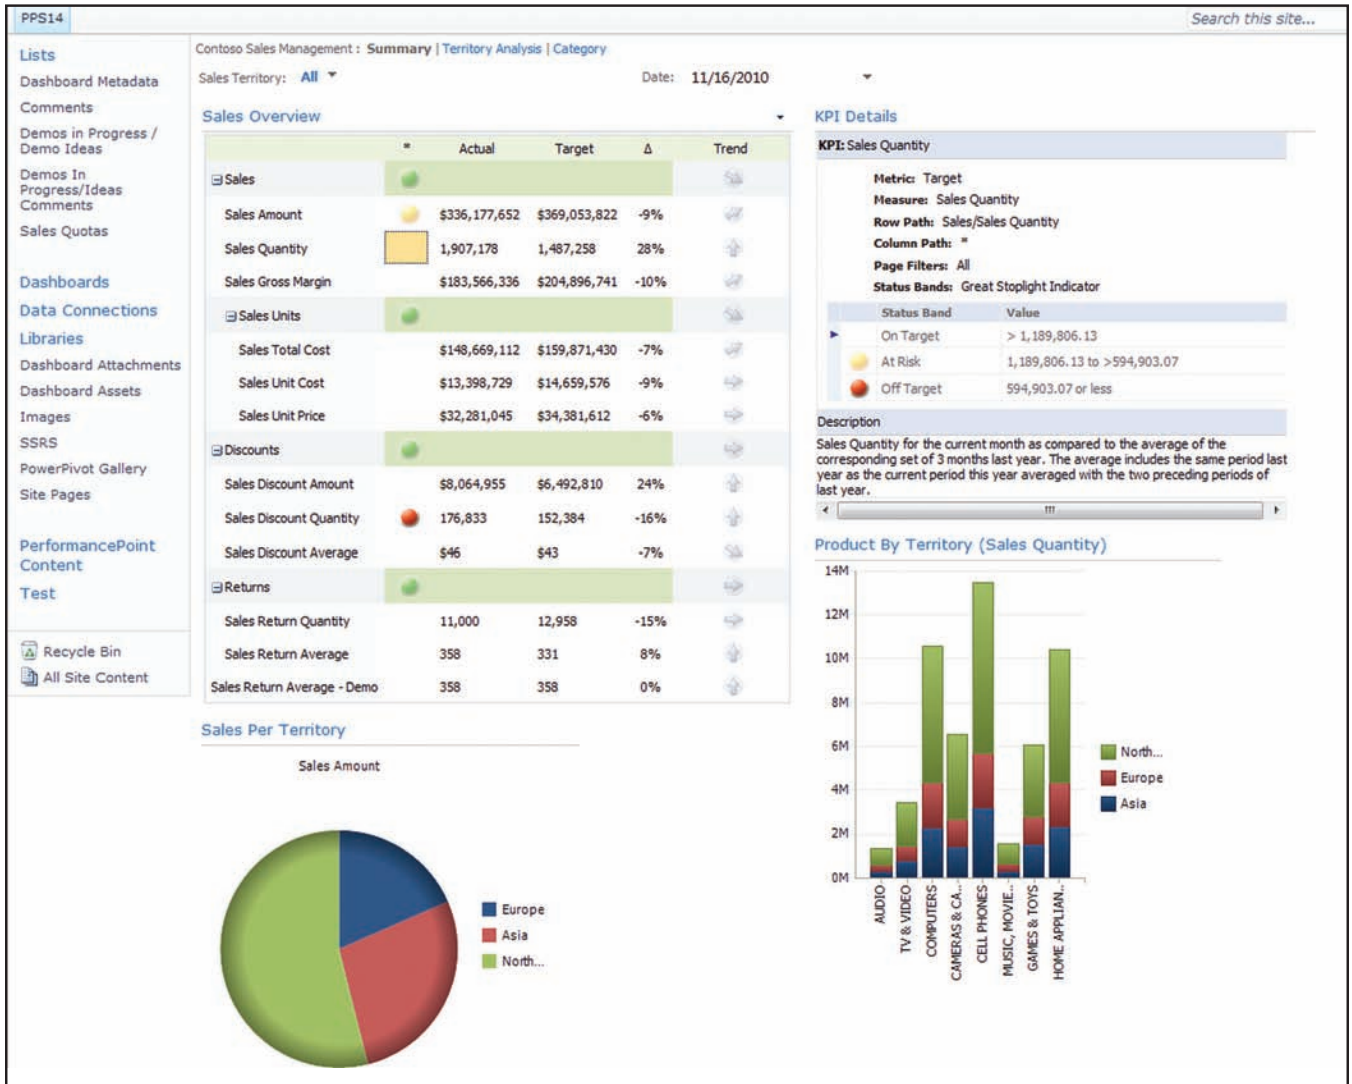 PPS14
Search this site...
Lists
Dashboard Metadata
Comments
Demos in Progress /
Demo Ideas
Demos In
Progress/Ideas
Comments
Sales Quotas
Dashboards
Data Connections
Libraries
Dashboard Attachments
Dashboard Assets
Images
SSRS
PowerPivot Gallery
Site Pages
PerformancePoint
Content
Test
Recycle Bin
All Site Content
Contoso Sales Management : Summary | Territory Analysis | Category
Sales Territory: All
Date: 11/16/2010
Sales Overview
Actual Target Δ Trend
Sales
Sales Amount $336,177,652 $369,053,822 -9%
Sales Quantity 1,907,178 1,487,258 28%
Sales Gross Margin $183,566,336 $204,896,741 -10%
Sales Units
Sales Total Cost $148,669,112 $159,871,430 -7%
Sales Unit Cost $13,398,729 $14,659,576 -9%
Sales Unit Price $32,281,045 $34,381,612 -6%
Discounts
Sales Discount Amount $8,064,955 $6,492,810 24%
Sales Discount Quantity 176,833 152,384 -16%
Sales Discount Average $46 $43 -7%
Returns
Sales Return Quantity 11,000 12,958 -15%
Sales Return Average 358 331 8%
Sales Return Average - Demo 358 358 0%
KPI Details
KPI: Sales Quantity
Metric: Target
Measure: Sales Quantity
Row Path: Sales/Sales Quantity
Column Path: "
Page Filters: All
Status Bands: Great Stoplight Indicator
Status Band Value
On Target > 1,189,806.13
At Risk 1,189,806.13 to >594,903.07
Off Target 594,903.07 or less
Description
Sales Quantity for the current month as compared to the average of the
corresponding set of 3 months last year. The average includes the same period last
year as the current period this year averaged with the two preceding periods of
last year.
Product By Territory (Sales Quantity)
14M
12M
10M
8M
6M
4M
2M
0M
AUDIO
TV & VIDEO
COMPUTERS
CAMERAS & CA..
CELL PHONES
MUSIC, MOVIE..
GAMES & TOYS
HOME APPLIAN..
North...
Europe
Asia
Sales Per Territory
Sales Amount
Europe
Asia
North...